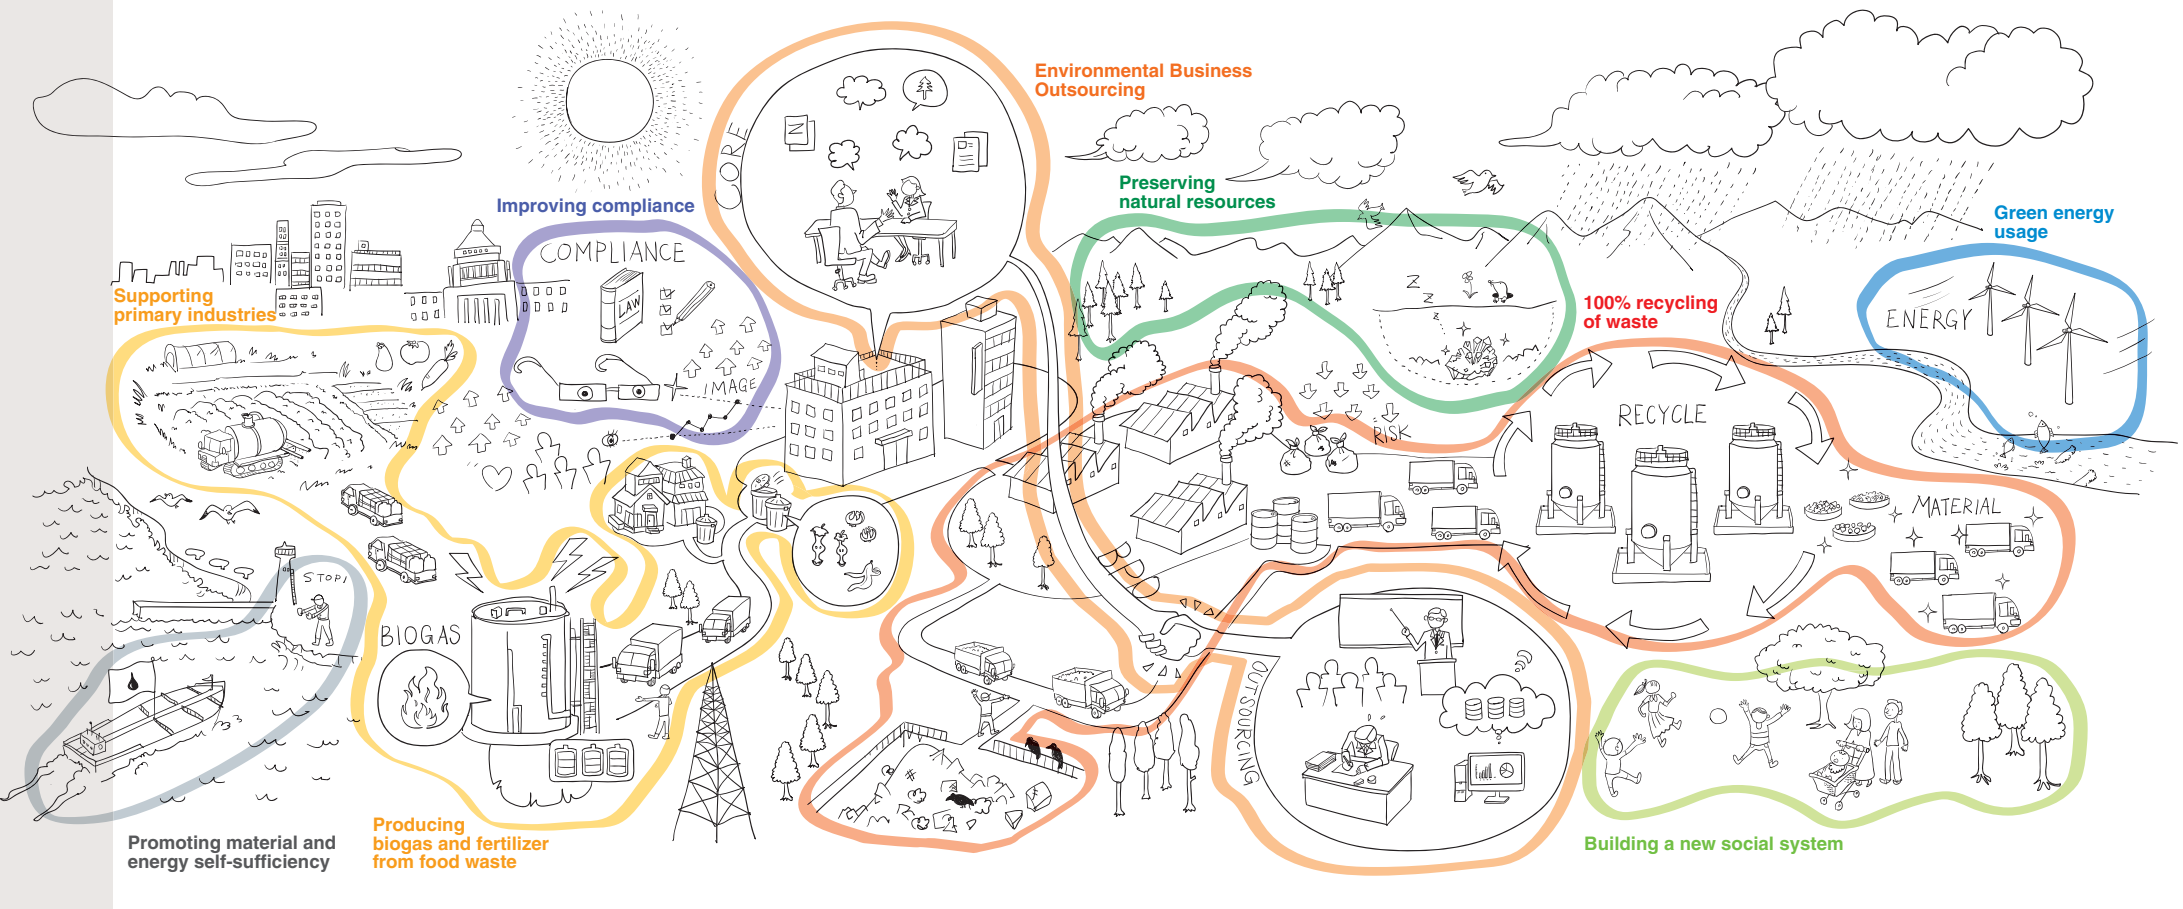 Environmental Business
Outsourcing
CORE
Preserving
natural resources
Improving compliance
COMPLIANCE
LAW
IMAGE
Green energy
usage
ENERGY
Supporting
primary industries
100% recycling
of waste
RECYCLE
RISK
MATERIAL
STOP!
BIOGAS
BPO
OUTSOURCING
Promoting material and
energy self-sufficiency
Producing
biogas and fertilizer
from food waste
Building a new social system